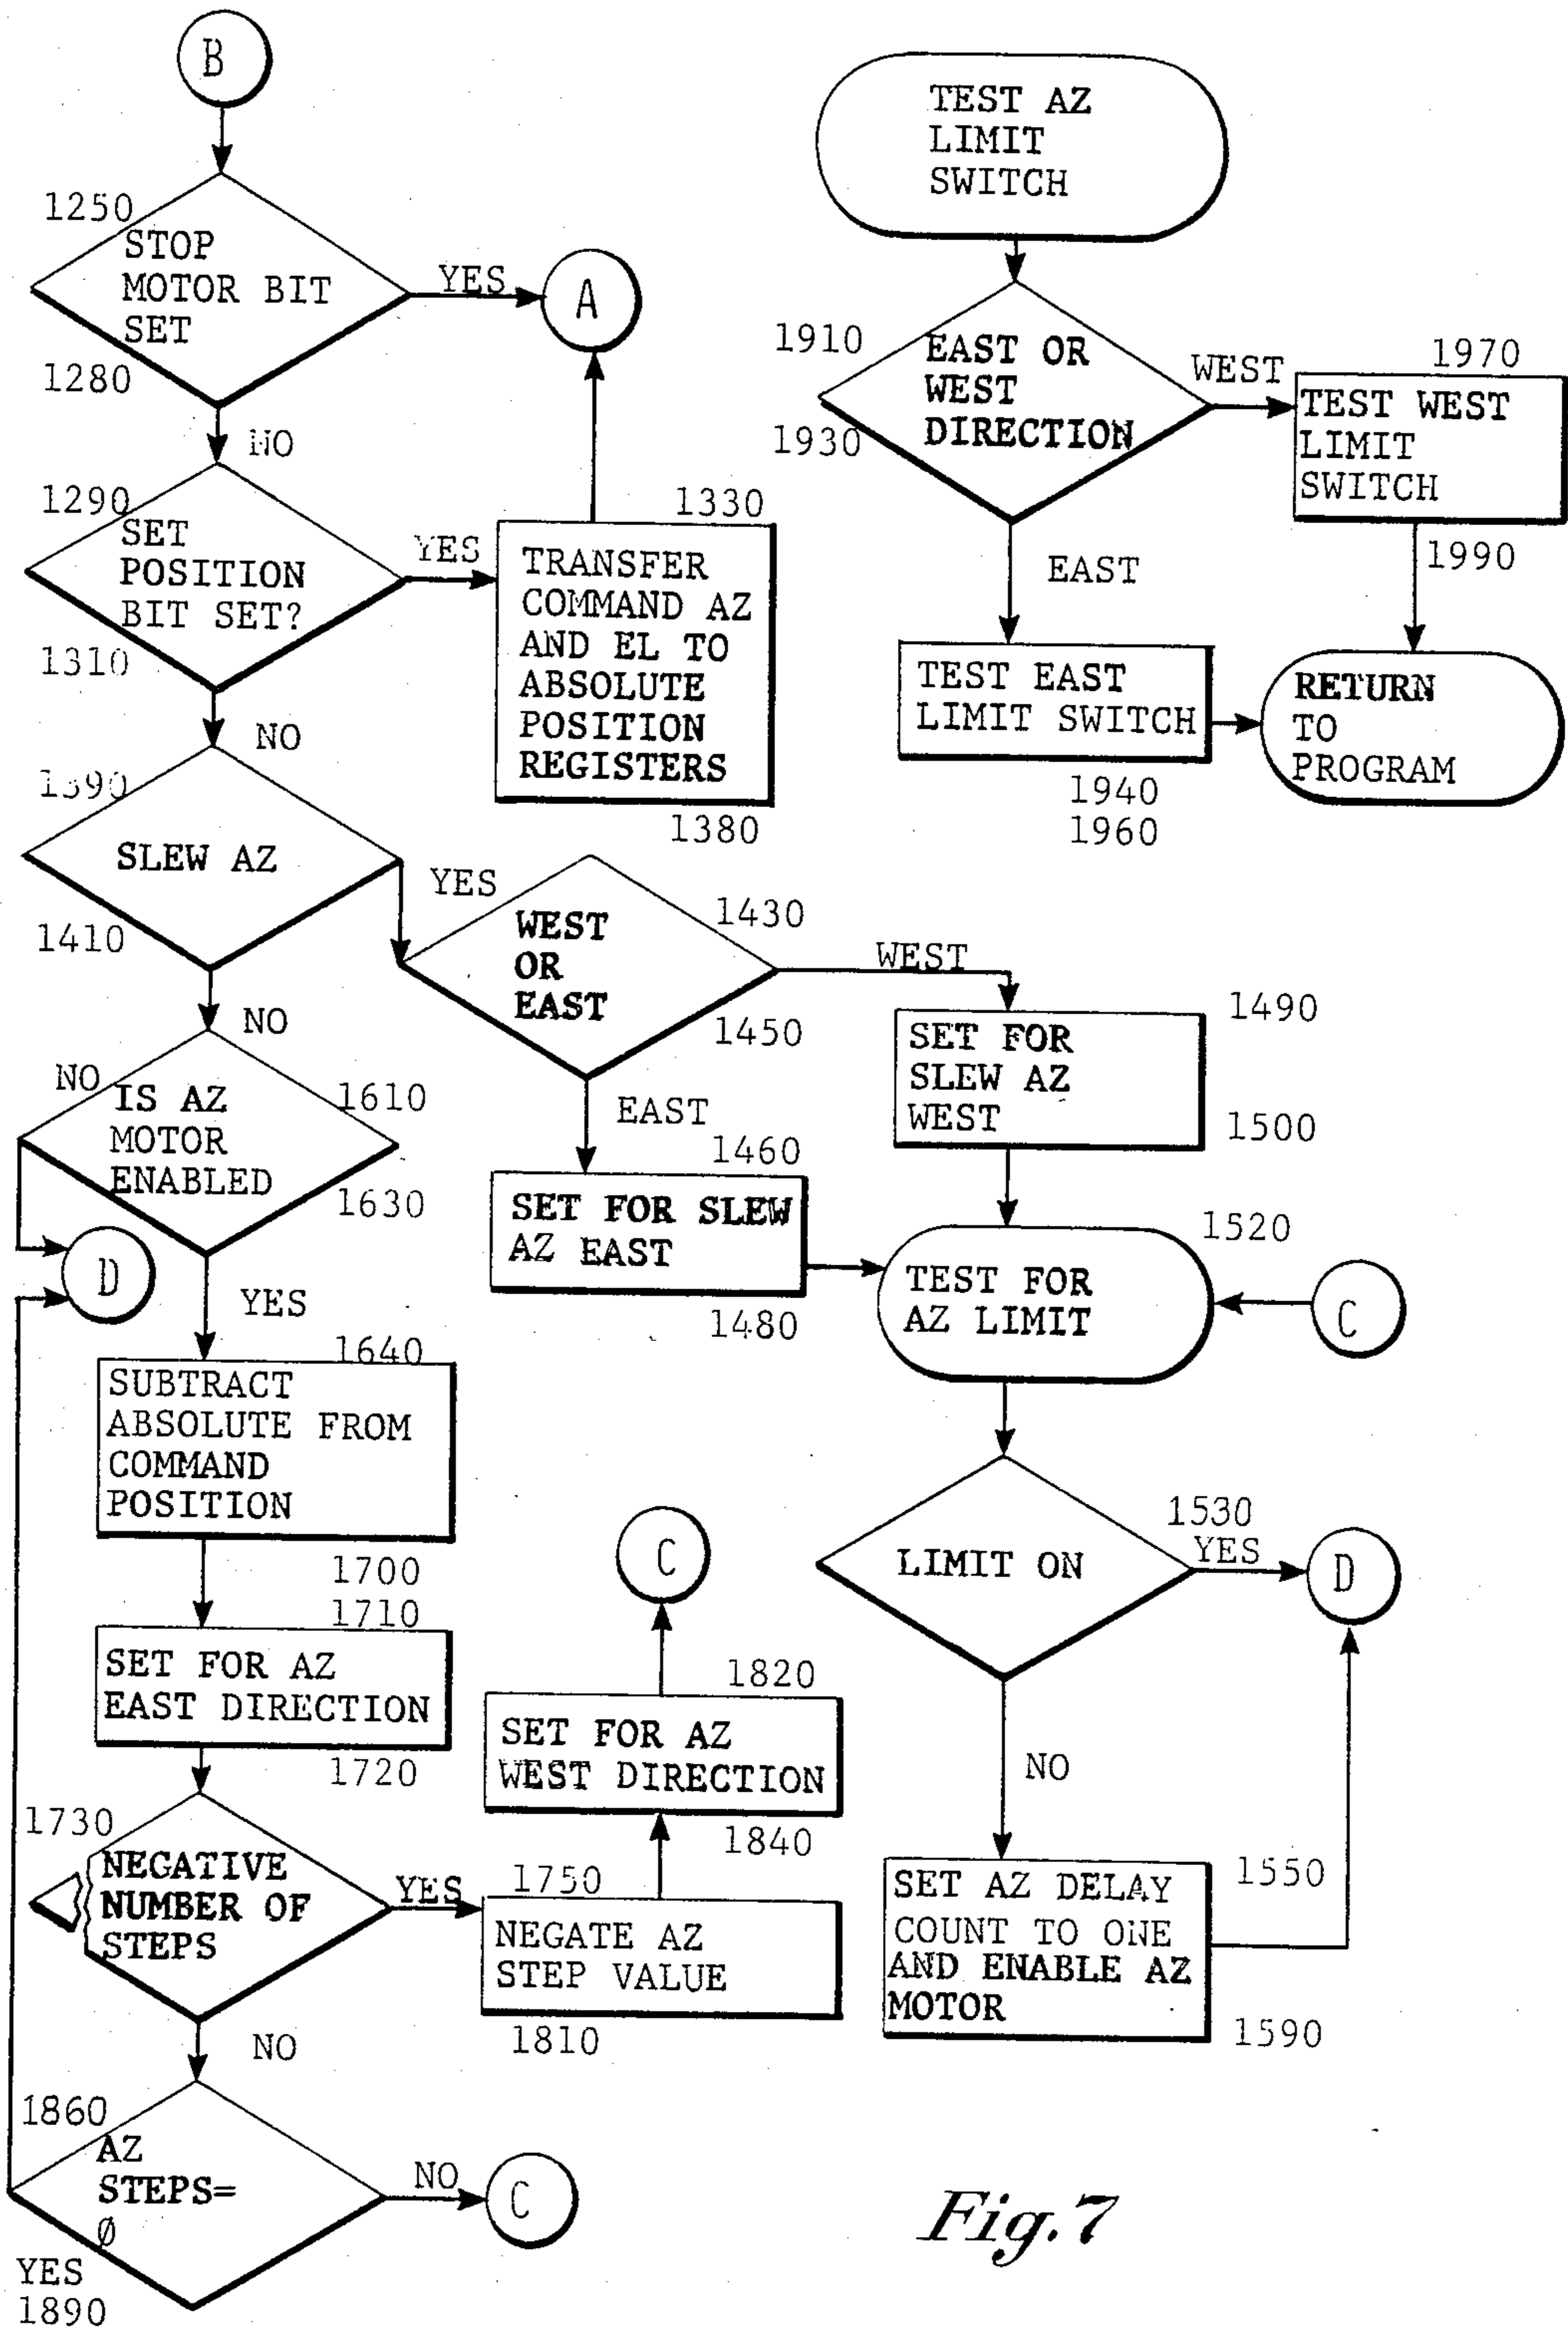 B
1250
STOP
MOTOR BIT
SET
1280
YES
A
NO
1290
SET
POSITION
BIT SET?
1310
YES
1330
TRANSFER
COMMAND AZ
AND EL TO
ABSOLUTE
POSITION
REGISTERS
1380
NO
1390
SLEW AZ
1410
YES
WEST
OR
EAST
1430
1450
WEST
1490
SET FOR
SLEW AZ
WEST
1500
EAST
1460
SET FOR SLEW
AZ EAST
1480
1520
TEST FOR
AZ LIMIT
C
NO
NO
IS AZ
MOTOR
ENABLED
1610
1630
D
YES
1640
SUBTRACT
ABSOLUTE FROM
COMMAND
POSITION
1700
1710
SET FOR AZ
EAST DIRECTION
1720
1730
NEGATIVE
NUMBER OF
STEPS
YES
1750
NEGATE AZ
STEP VALUE
1810
1820
SET FOR AZ
WEST DIRECTION
1840
C
NO
1860
AZ
STEPS=
Ø
YES
1890
NO
C
LIMIT ON
1530
YES
D
NO
1550
SET AZ DELAY
COUNT TO ONE
AND ENABLE AZ
MOTOR
1590
TEST AZ
LIMIT
SWITCH
1910
EAST OR
WEST
DIRECTION
1930
WEST
1970
TEST WEST
LIMIT
SWITCH
1990
EAST
TEST EAST
LIMIT SWITCH
1940
1960
RETURN
TO
PROGRAM
Fig. 7